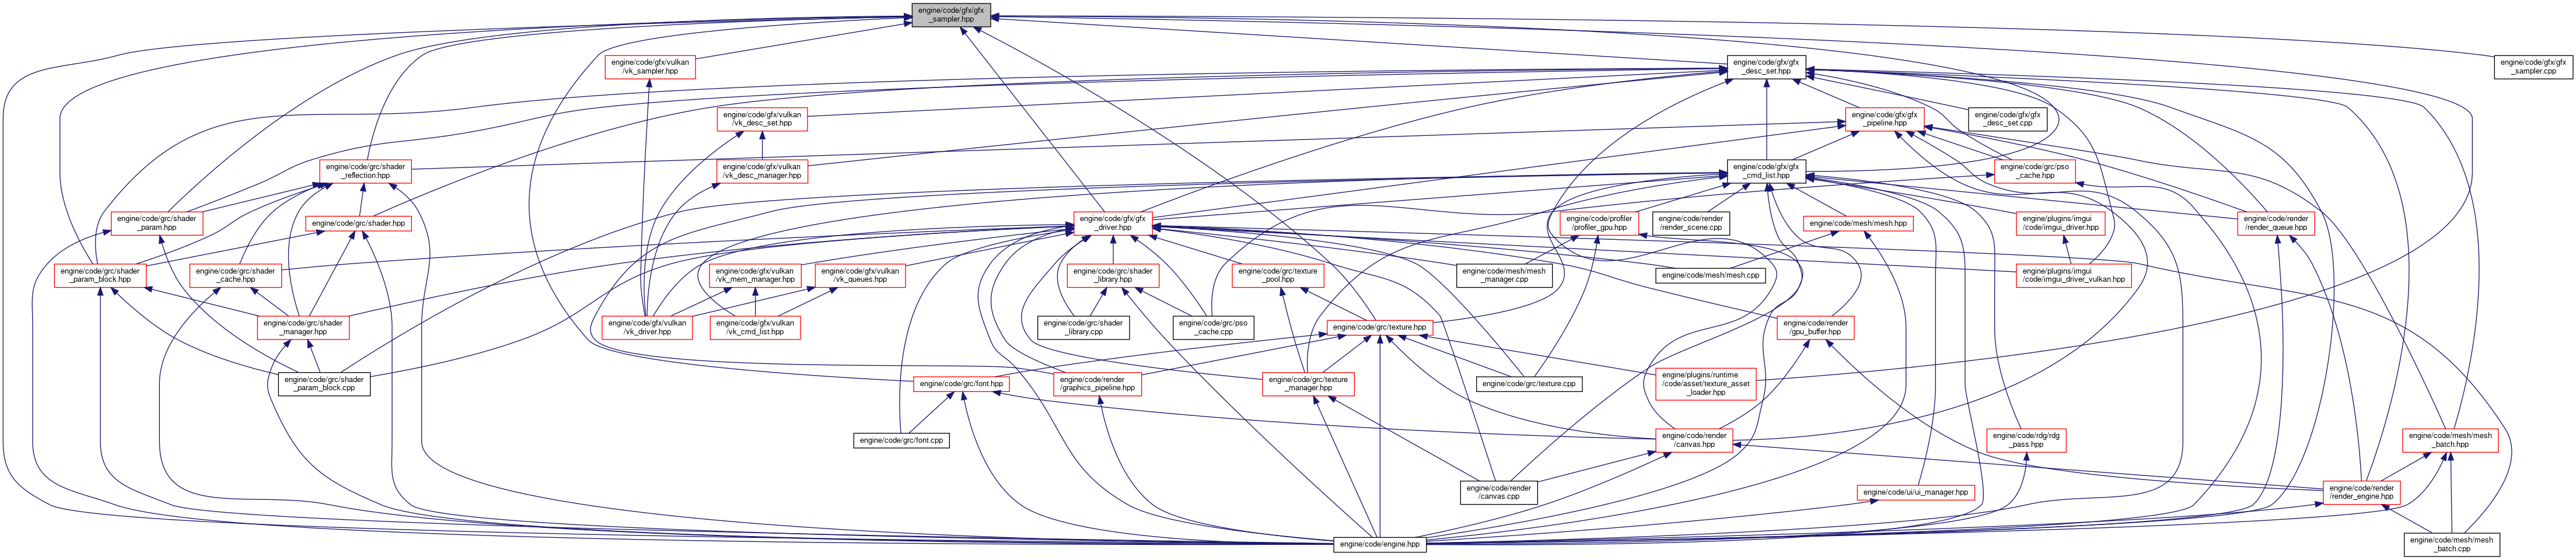 engine/code/gfx/gfx
_sampler.hpp
engine/code/gfx/vulkan
/vk_sampler.hpp
engine/code/gfx/gfx
_desc_set.hpp
engine/code/gfx/gfx
_sampler.cpp
engine/code/gfx/vulkan
/vk_desc_set.hpp
engine/code/gfx/gfx
_pipeline.hpp
engine/code/gfx/gfx
_desc_set.cpp
engine/code/grc/shader
_reflection.hpp
engine/code/gfx/vulkan
/vk_desc_manager.hpp
engine/code/gfx/gfx
_cmd_list.hpp
engine/code/grc/pso
_cache.hpp
engine/code/grc/shader
_param.hpp
engine/code/grc/shader.hpp
engine/code/gfx/gfx
_driver.hpp
engine/code/profiler
/profiler_gpu.hpp
engine/code/render
/render_scene.cpp
engine/code/mesh/mesh.hpp
engine/plugins/imgui
/code/imgui_driver.hpp
engine/code/render
/render_queue.hpp
engine/code/grc/shader
_param_block.hpp
engine/code/grc/shader
_cache.hpp
engine/code/gfx/vulkan
/vk_mem_manager.hpp
engine/code/gfx/vulkan
/vk_queues.hpp
engine/code/grc/shader
_library.hpp
engine/code/grc/texture
_pool.hpp
engine/code/mesh/mesh
_manager.cpp
engine/code/mesh/mesh.cpp
engine/plugins/imgui
/code/imgui_driver_vulkan.hpp
engine/code/grc/shader
_manager.hpp
engine/code/gfx/vulkan
/vk_driver.hpp
engine/code/gfx/vulkan
/vk_cmd_list.hpp
engine/code/grc/shader
_library.cpp
engine/code/grc/pso
_cache.cpp
engine/code/grc/texture.hpp
engine/code/render
/gpu_buffer.hpp
engine/code/grc/shader
_param_block.cpp
engine/code/grc/font.hpp
engine/code/render
/graphics_pipeline.hpp
engine/code/grc/texture
_manager.hpp
engine/code/grc/texture.cpp
engine/plugins/runtime
/code/asset/texture_asset
_loader.hpp
engine/code/grc/font.cpp
engine/code/render
/canvas.hpp
engine/code/rdg/rdg
_pass.hpp
engine/code/mesh/mesh
_batch.hpp
engine/code/render
/canvas.cpp
engine/code/ui/ui_manager.hpp
engine/code/render
/render_engine.hpp
engine/code/engine.hpp
engine/code/mesh/mesh
_batch.cpp